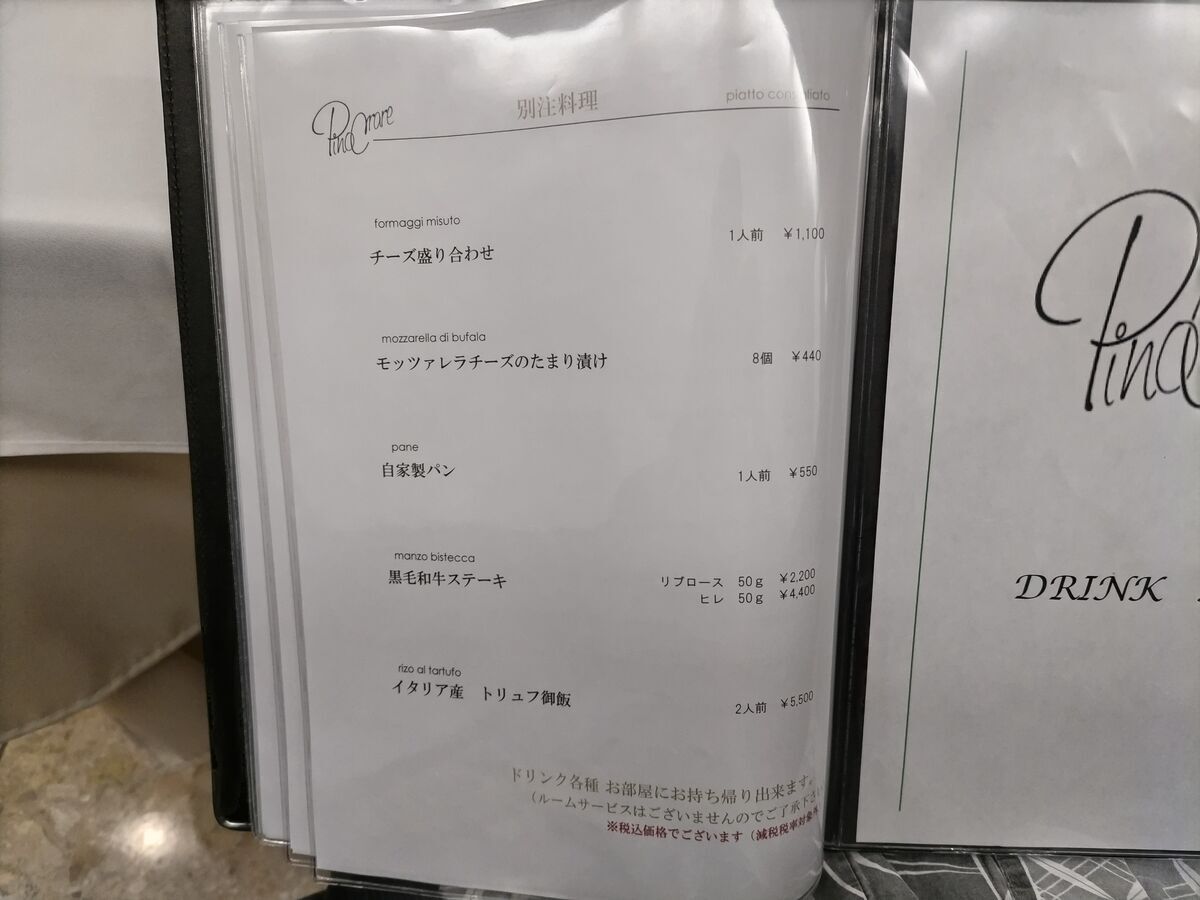 Pinamare
別注料理
piatto consigliato
formaggi misuto
チーズ盛り合わせ 1人前 ¥1,100
mozzarella di bufala
モッツァレラチーズのたまり漬け 8個 ¥440
pane
自家製パン 1人前 ¥550
manzo bistecca
黒毛和牛ステーキ リブロース 50g ¥2,200
ヒレ 50g ¥4,400
rizo al tartufo
イタリア産 トリュフ御飯 2人前 ¥5,500
ドリンク各種 お部屋にお持ち帰り出来ます。
(ルームサービスはございませんのでご了承下さい
※税込価格でございます(減税税率対象外
Pina
DRINK